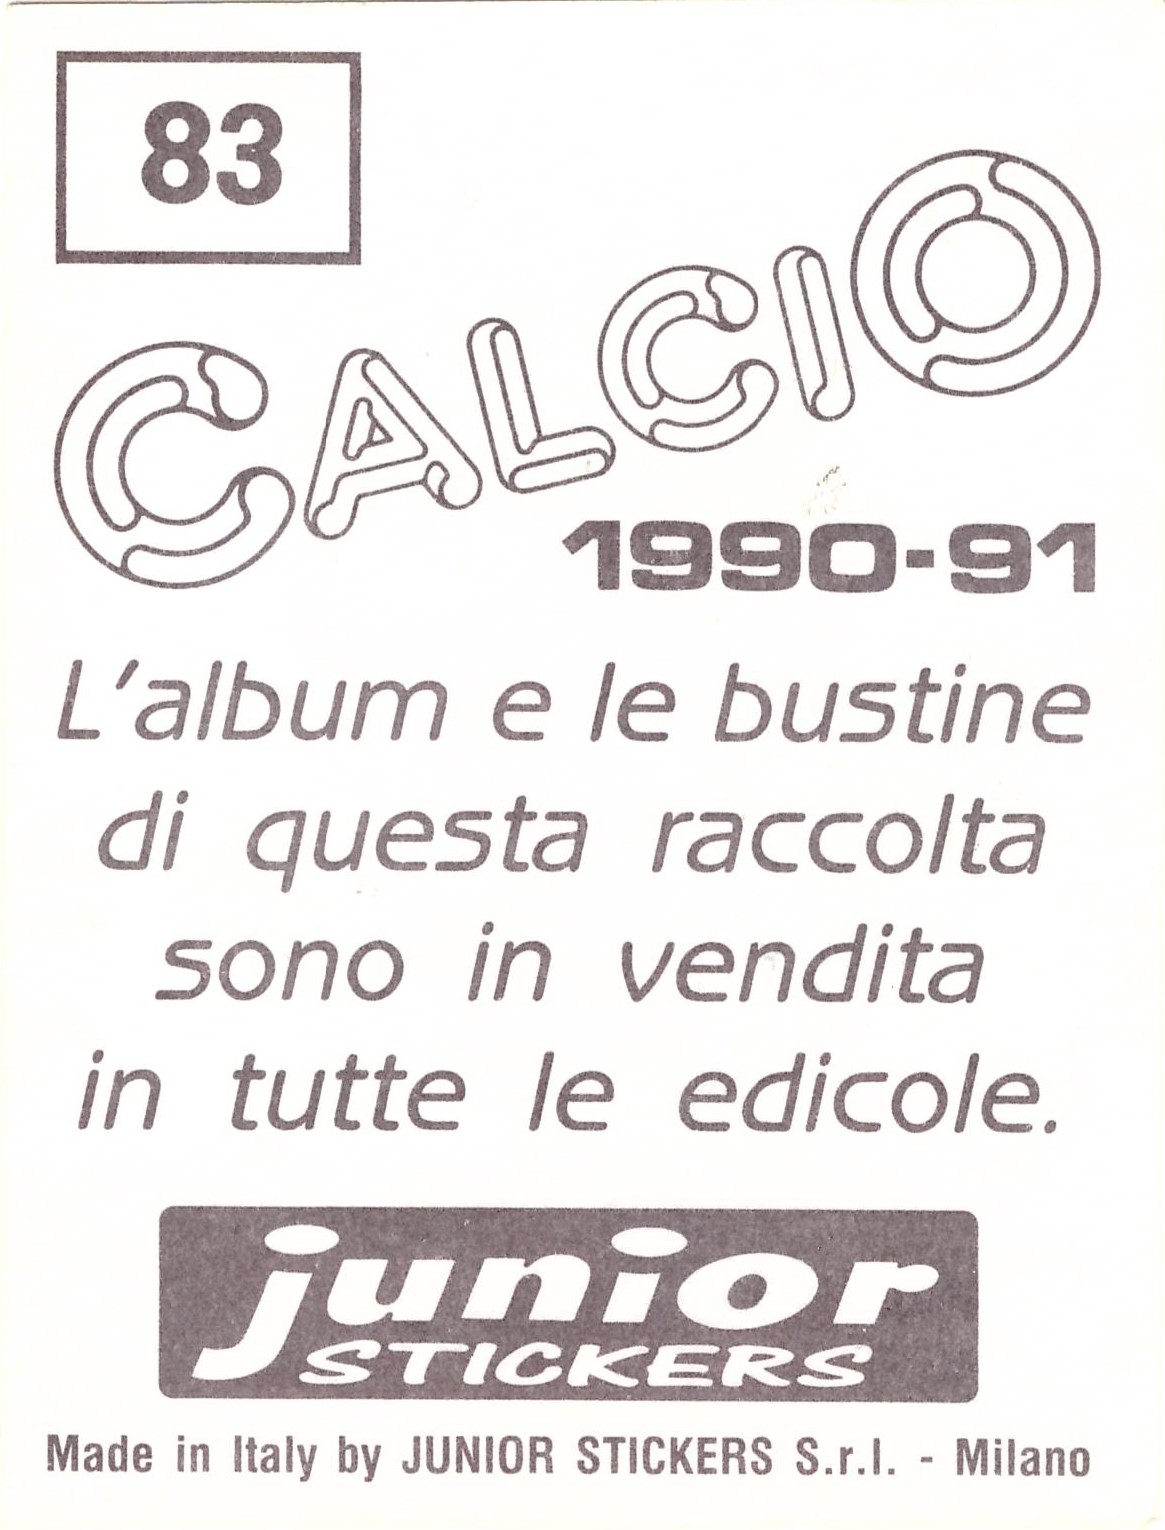 83
CALCIO
1990-91
L'album e le bustine
di questa raccolta
sono in vendita
in tutte le edicole.
junior
STICKERS
Made in Italy by JUNIOR STICKERS S.r.l. - Milano